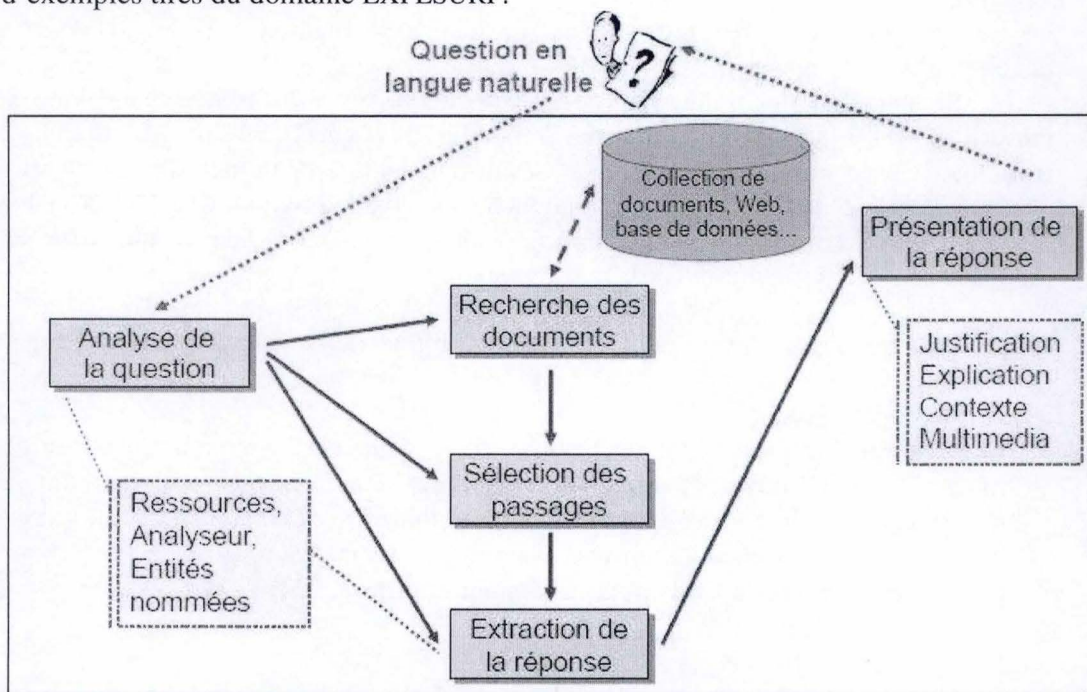 d'exemples tirés du domaine
Question en
langue naturelle
?
Collection de
documents, Web,
base de données...
Présentation de
la réponse
Recherche des
documents
Analyse de
la question
Justification
Explication
Contexte
Multimedia
Sélection des
passages
Ressources,
Analyseur,
Entités
nommées
Extraction de
la réponse